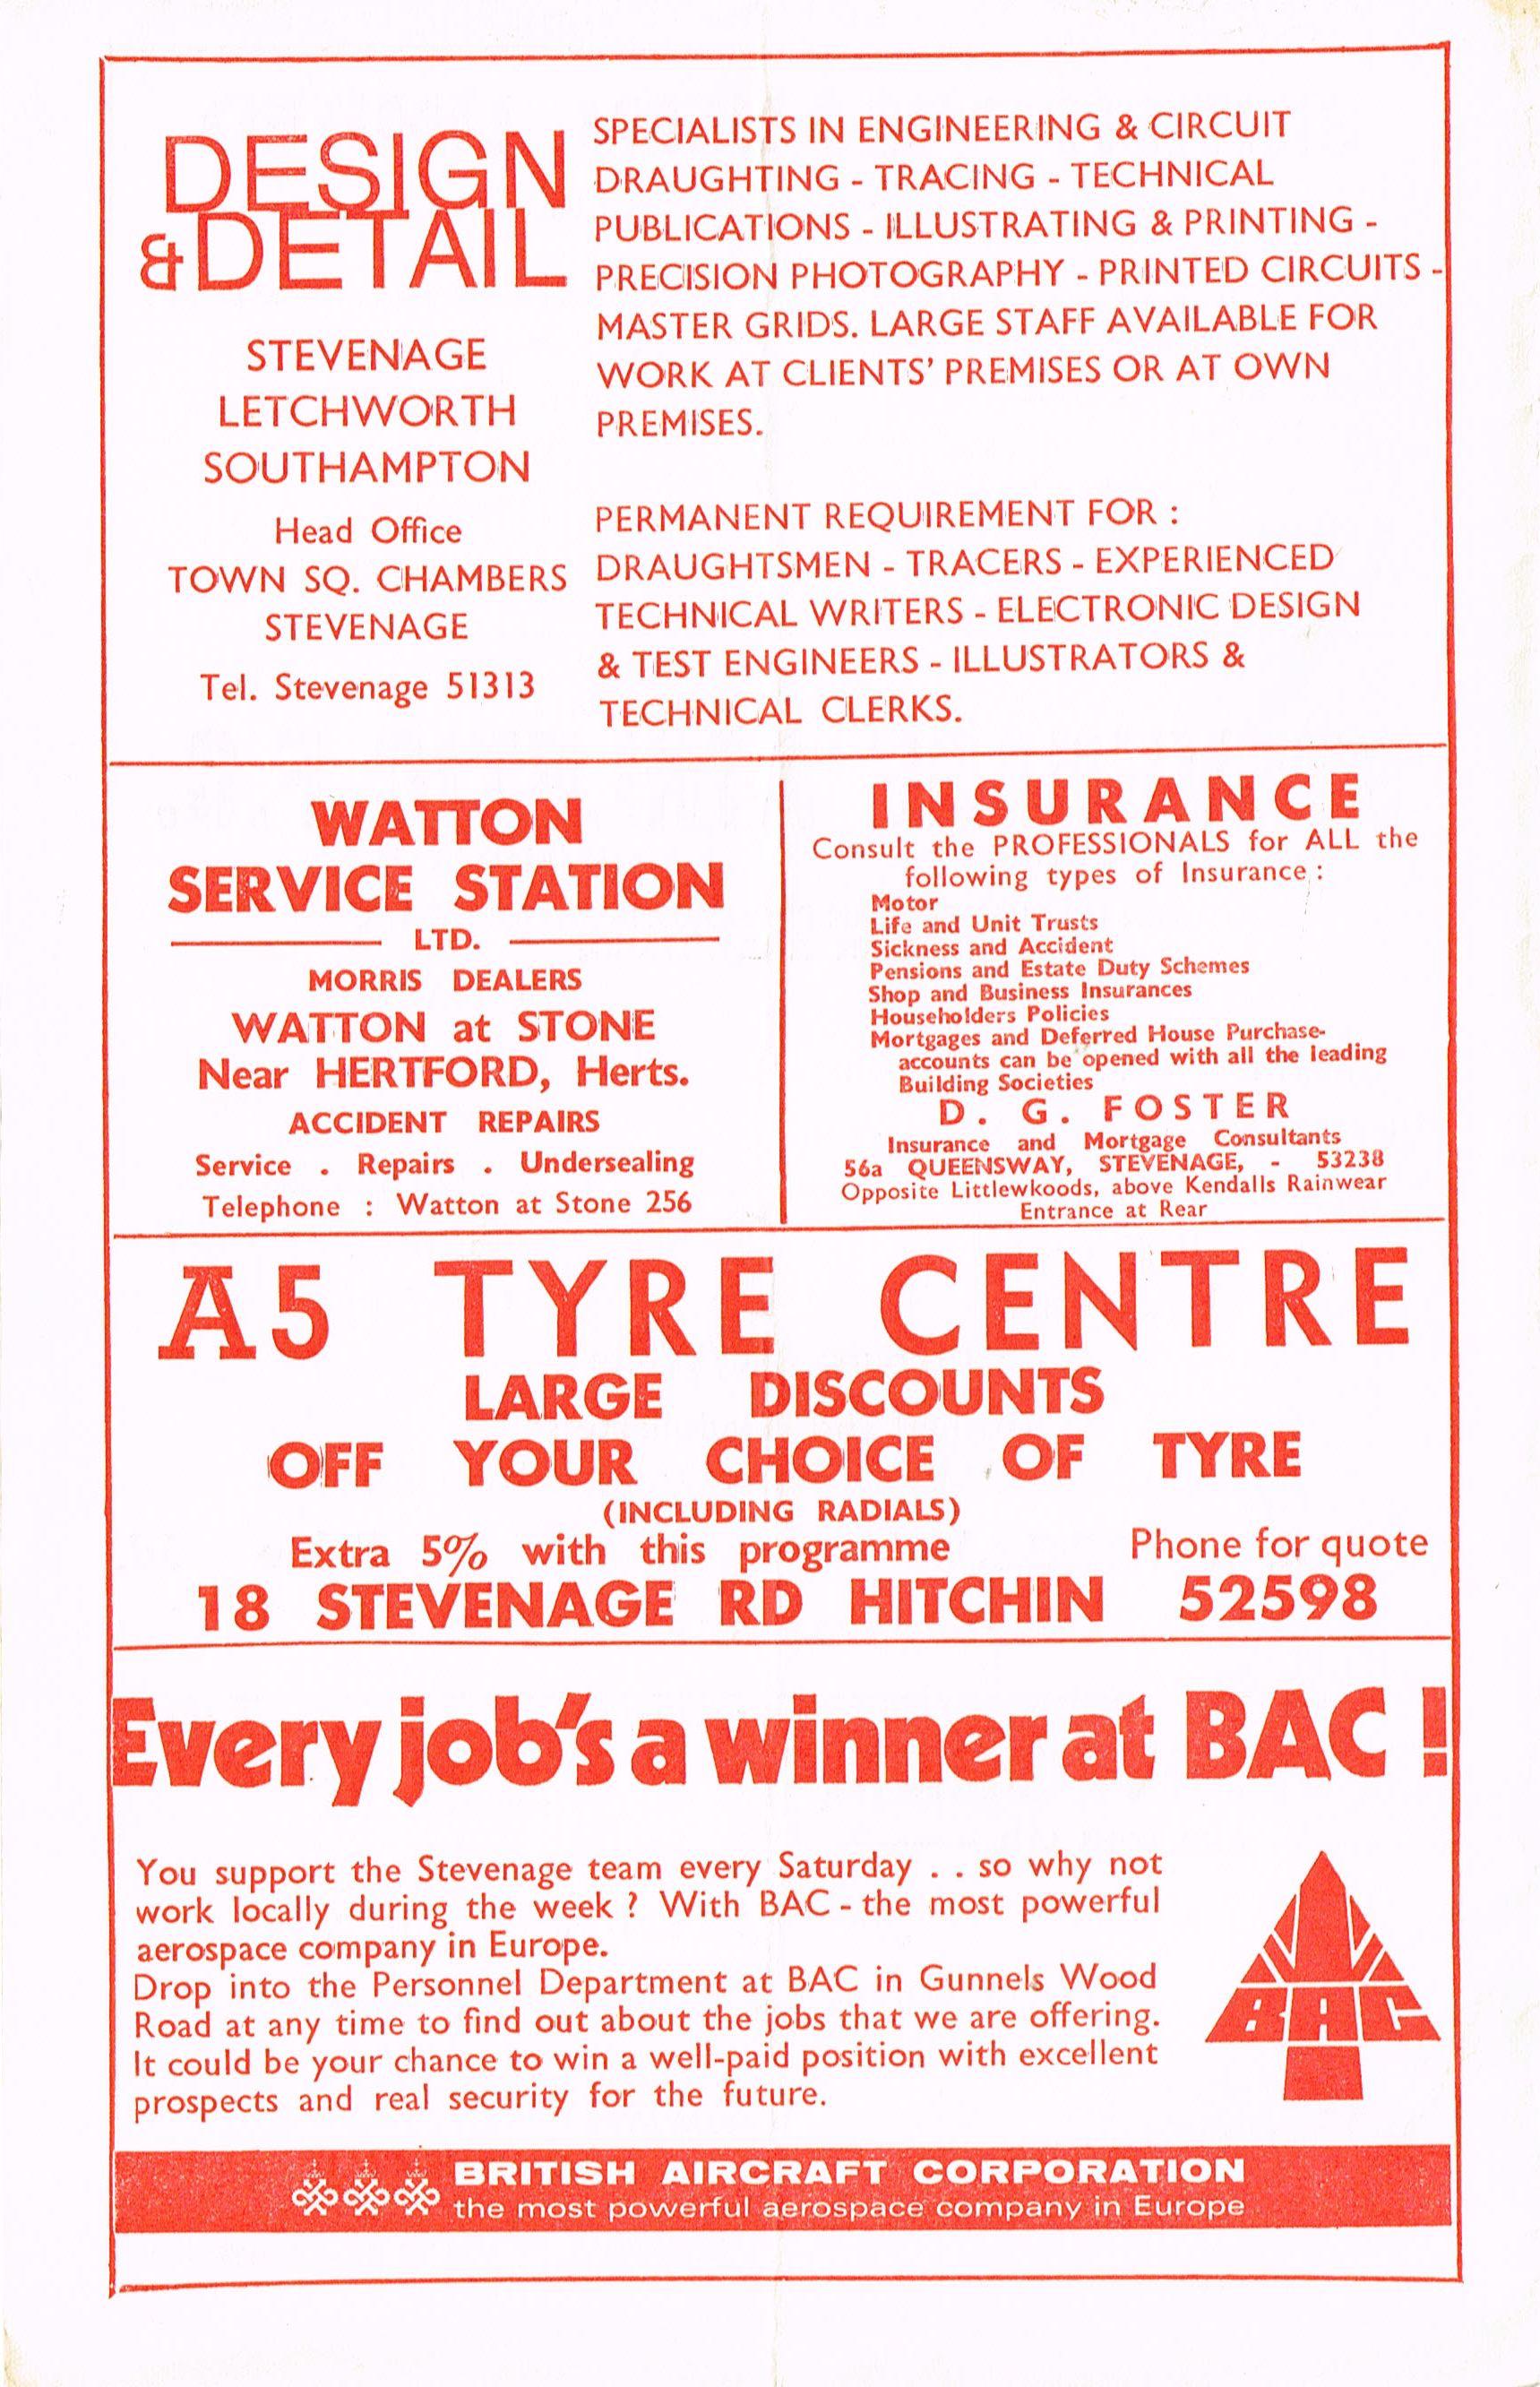 DESIGN
&DETAIL
STEVENAGE
LETCHWORTH
SOUTHAMPTON
Head Office
TOWN SQ. CHAMBERS
STEVENAGE
Tel. Stevenage 51313
SPECIALISTS IN ENGINEERING & CIRCUIT
DRAUGHTING - TRACING - TECHNICAL
PUBLICATIONS - ILLUSTRATING & PRINTING -
PRECISION PHOTOGRAPHY - PRINTED CIRCUITS -
MASTER GRIDS. LARGE STAFF AVAILABLE FOR
WORK AT CLIENTS' PREMISES OR AT OWN
PREMISES.
PERMANENT REQUIREMENT FOR :
DRAUGHTSMEN - TRACERS - EXPERIENCED
TECHNICAL WRITERS - ELECTRONIC DESIGN
& TEST ENGINEERS - ILLUSTRATORS &
TECHNICAL CLERKS.
WATTON
SERVICE STATION
LTD.
MORRIS DEALERS
WATTON at STONE
Near HERTFORD, Herts.
ACCIDENT REPAIRS
Service . Repairs . Undersealing
Telephone : Watton at Stone 256
INSURANCE
Consult the PROFESSIONALS for ALL the
following types of Insurance :
Motor
Life and Unit Trusts
Sickness and Accident
Pensions and Estate Duty Schemes
Shop and Business Insurances
Householders Policies
Mortgages and Deferred House Purchase-
accounts can be opened with all the leading
Building Societies
D. G. FOSTER
Insurance and Mortgage Consultants
56a QUEENSWAY, STEVENAGE, - 53238
Opposite Littlewkoods, above Kendalls Rainwear
Entrance at Rear
A5 TYRE CENTRE
LARGE DISCOUNTS
OFF YOUR CHOICE OF TYRE
(INCLUDING RADIALS)
Extra 5% with this programme Phone for quote
18 STEVENAGE RD HITCHIN 52598
Every job's a winner at BAC !
You support the Stevenage team every Saturday . . so why not
work locally during the week ? With BAC - the most powerful
aerospace company in Europe.
Drop into the Personnel Department at BAC in Gunnels Wood
Road at any time to find out about the jobs that we are offering.
It could be your chance to win a well-paid position with excellent
prospects and real security for the future.
BAC
BRITISH AIRCRAFT CORPORATION
the most powerful aerospace company in Europe